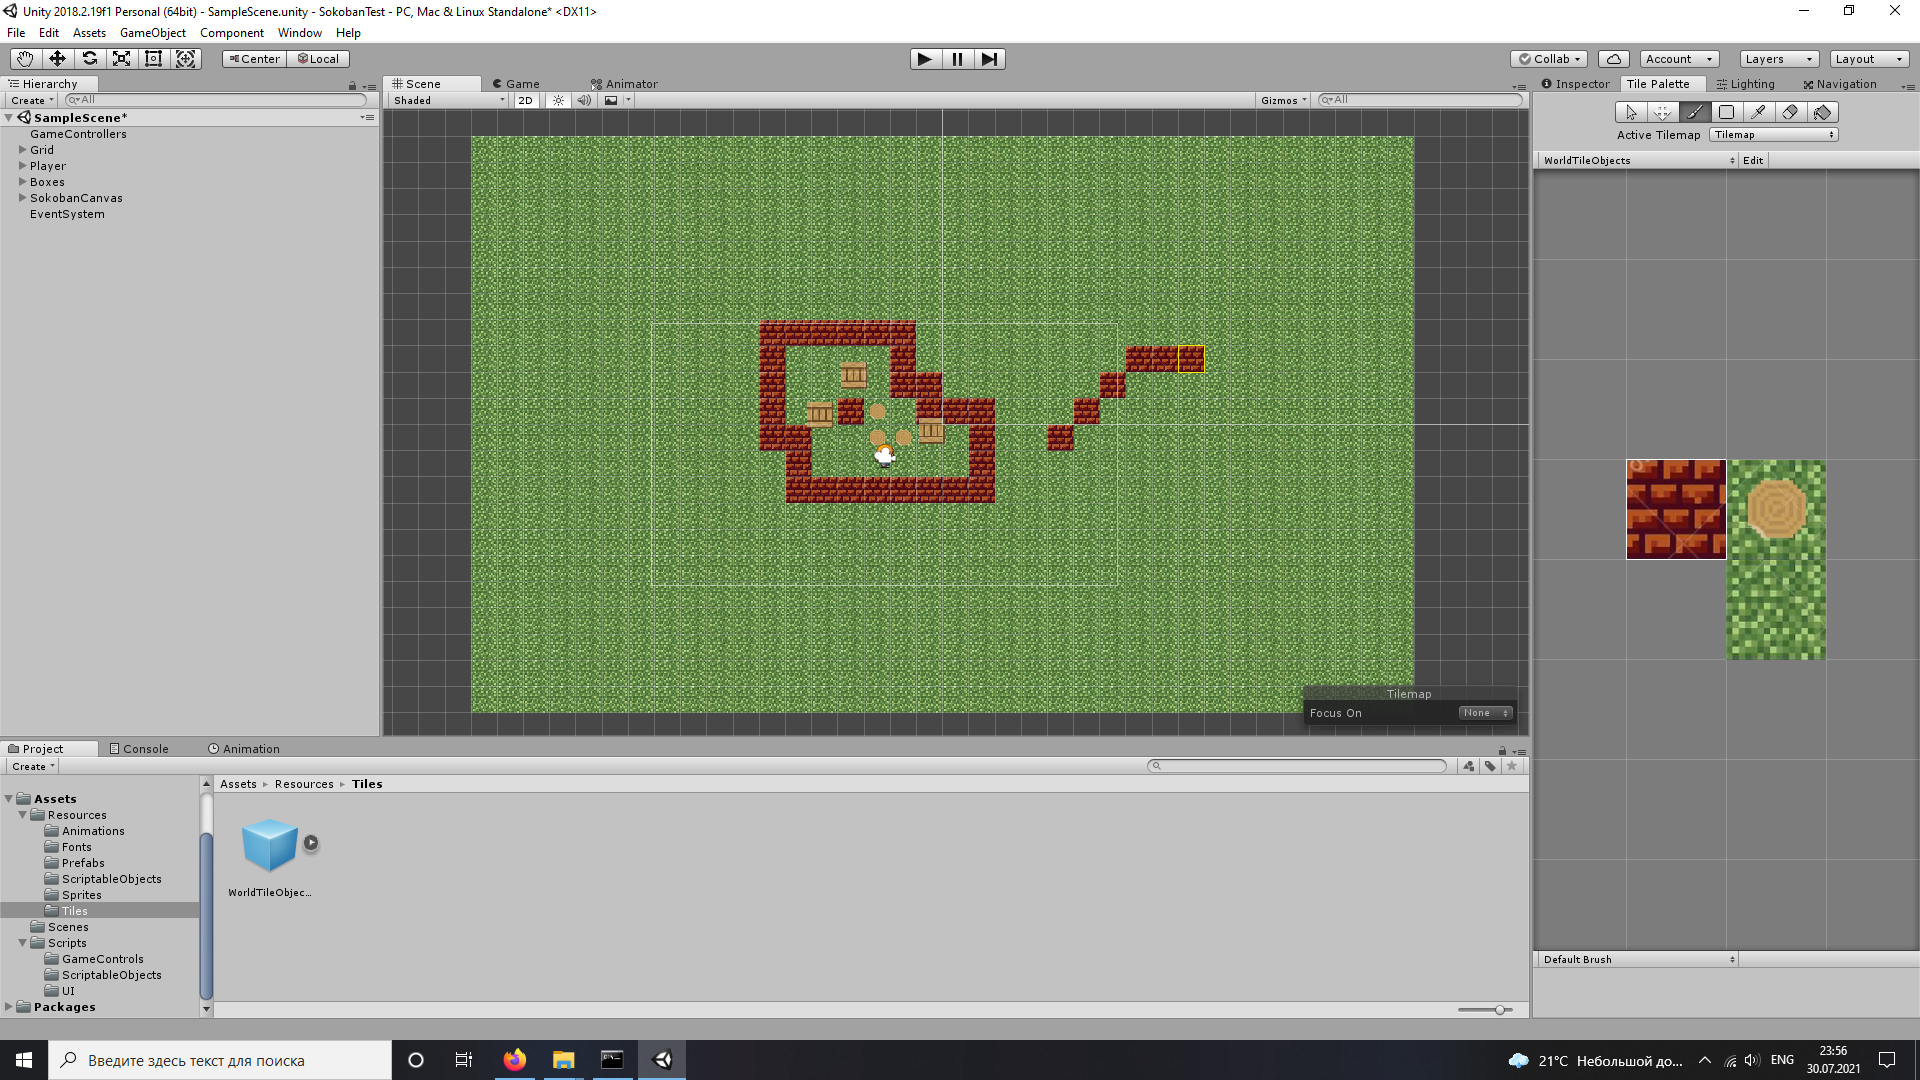 Unity 2018.2.19f1 Personal (64bit) - SampleScene.unity - SokobanTest - PC, Mac & Linux Standalone* <DX11>
File Edit Assets GameObject Component Window Help
Center Local Collab Account Layers Layout
Hierarchy
Create All
SampleScene*
GameControllers
Grid
Player
Boxes
SokobanCanvas
EventSystem
Scene Game Animator
Shaded 2D Gizmos All
Tilemap
Focus On None
Inspector Tile Palette Lighting Navigation
Active Tilemap Tilemap
WorldTileObjects Edit
Default Brush
Project Console Animation
Create
Assets
Resources
Animations
Fonts
Prefabs
ScriptableObjects
Sprites
Tiles
Scenes
Scripts
GameControls
ScriptableObjects
UI
Packages
Assets Resources Tiles
WorldTileObjec...
Введите здесь текст для поиска
21°C Небольшой до... ENG
23:56
30.07.2021